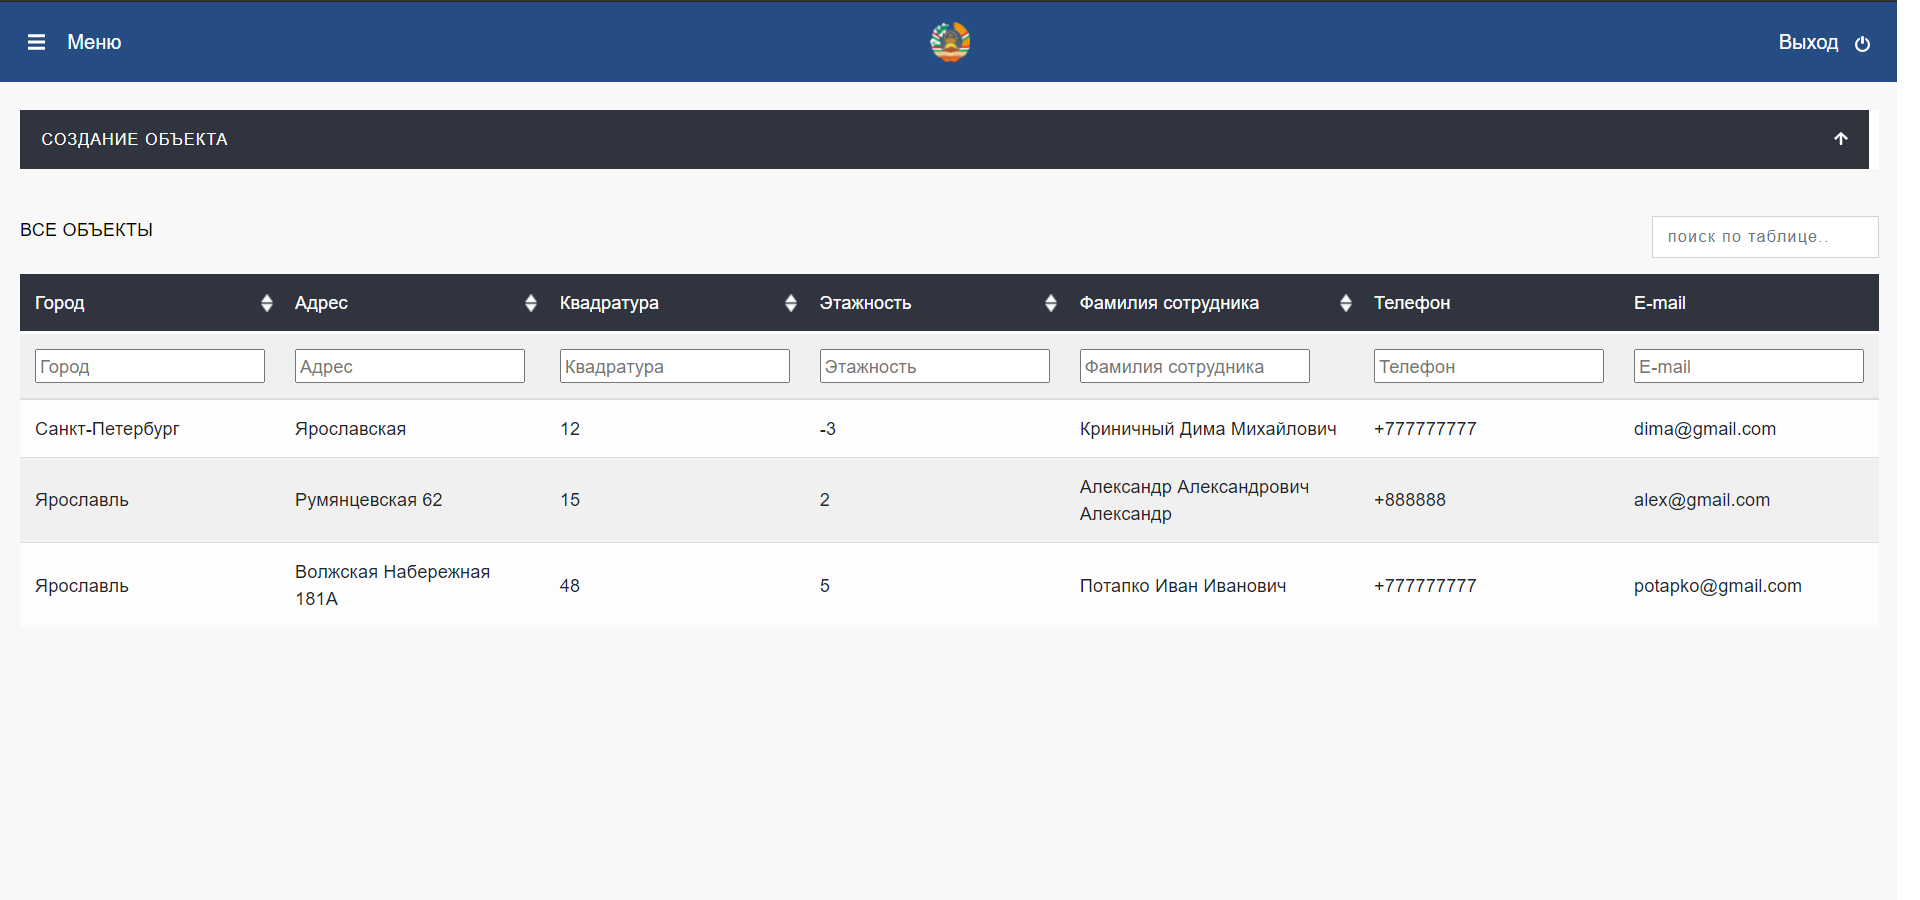 Меню
Выход
СОЗДАНИЕ ОБЪЕКТА
ВСЕ ОБЪЕКТЫ
поиск по таблице..
Город Адрес Квадратура Этажность Фамилия сотрудника Телефон E-mail
Город Адрес Квадратура Этажность Фамилия сотрудника Телефон E-mail
Санкт-Петербург Ярославская 12 -3 Криничный Дима Михайлович +777777777 dima@gmail.com
Ярославль Румянцевская 62 15 2 Александр Александрович
Александр +888888 alex@gmail.com
Ярославль Волжская Набережная
181А 48 5 Потапко Иван Иванович +777777777 potapko@gmail.com